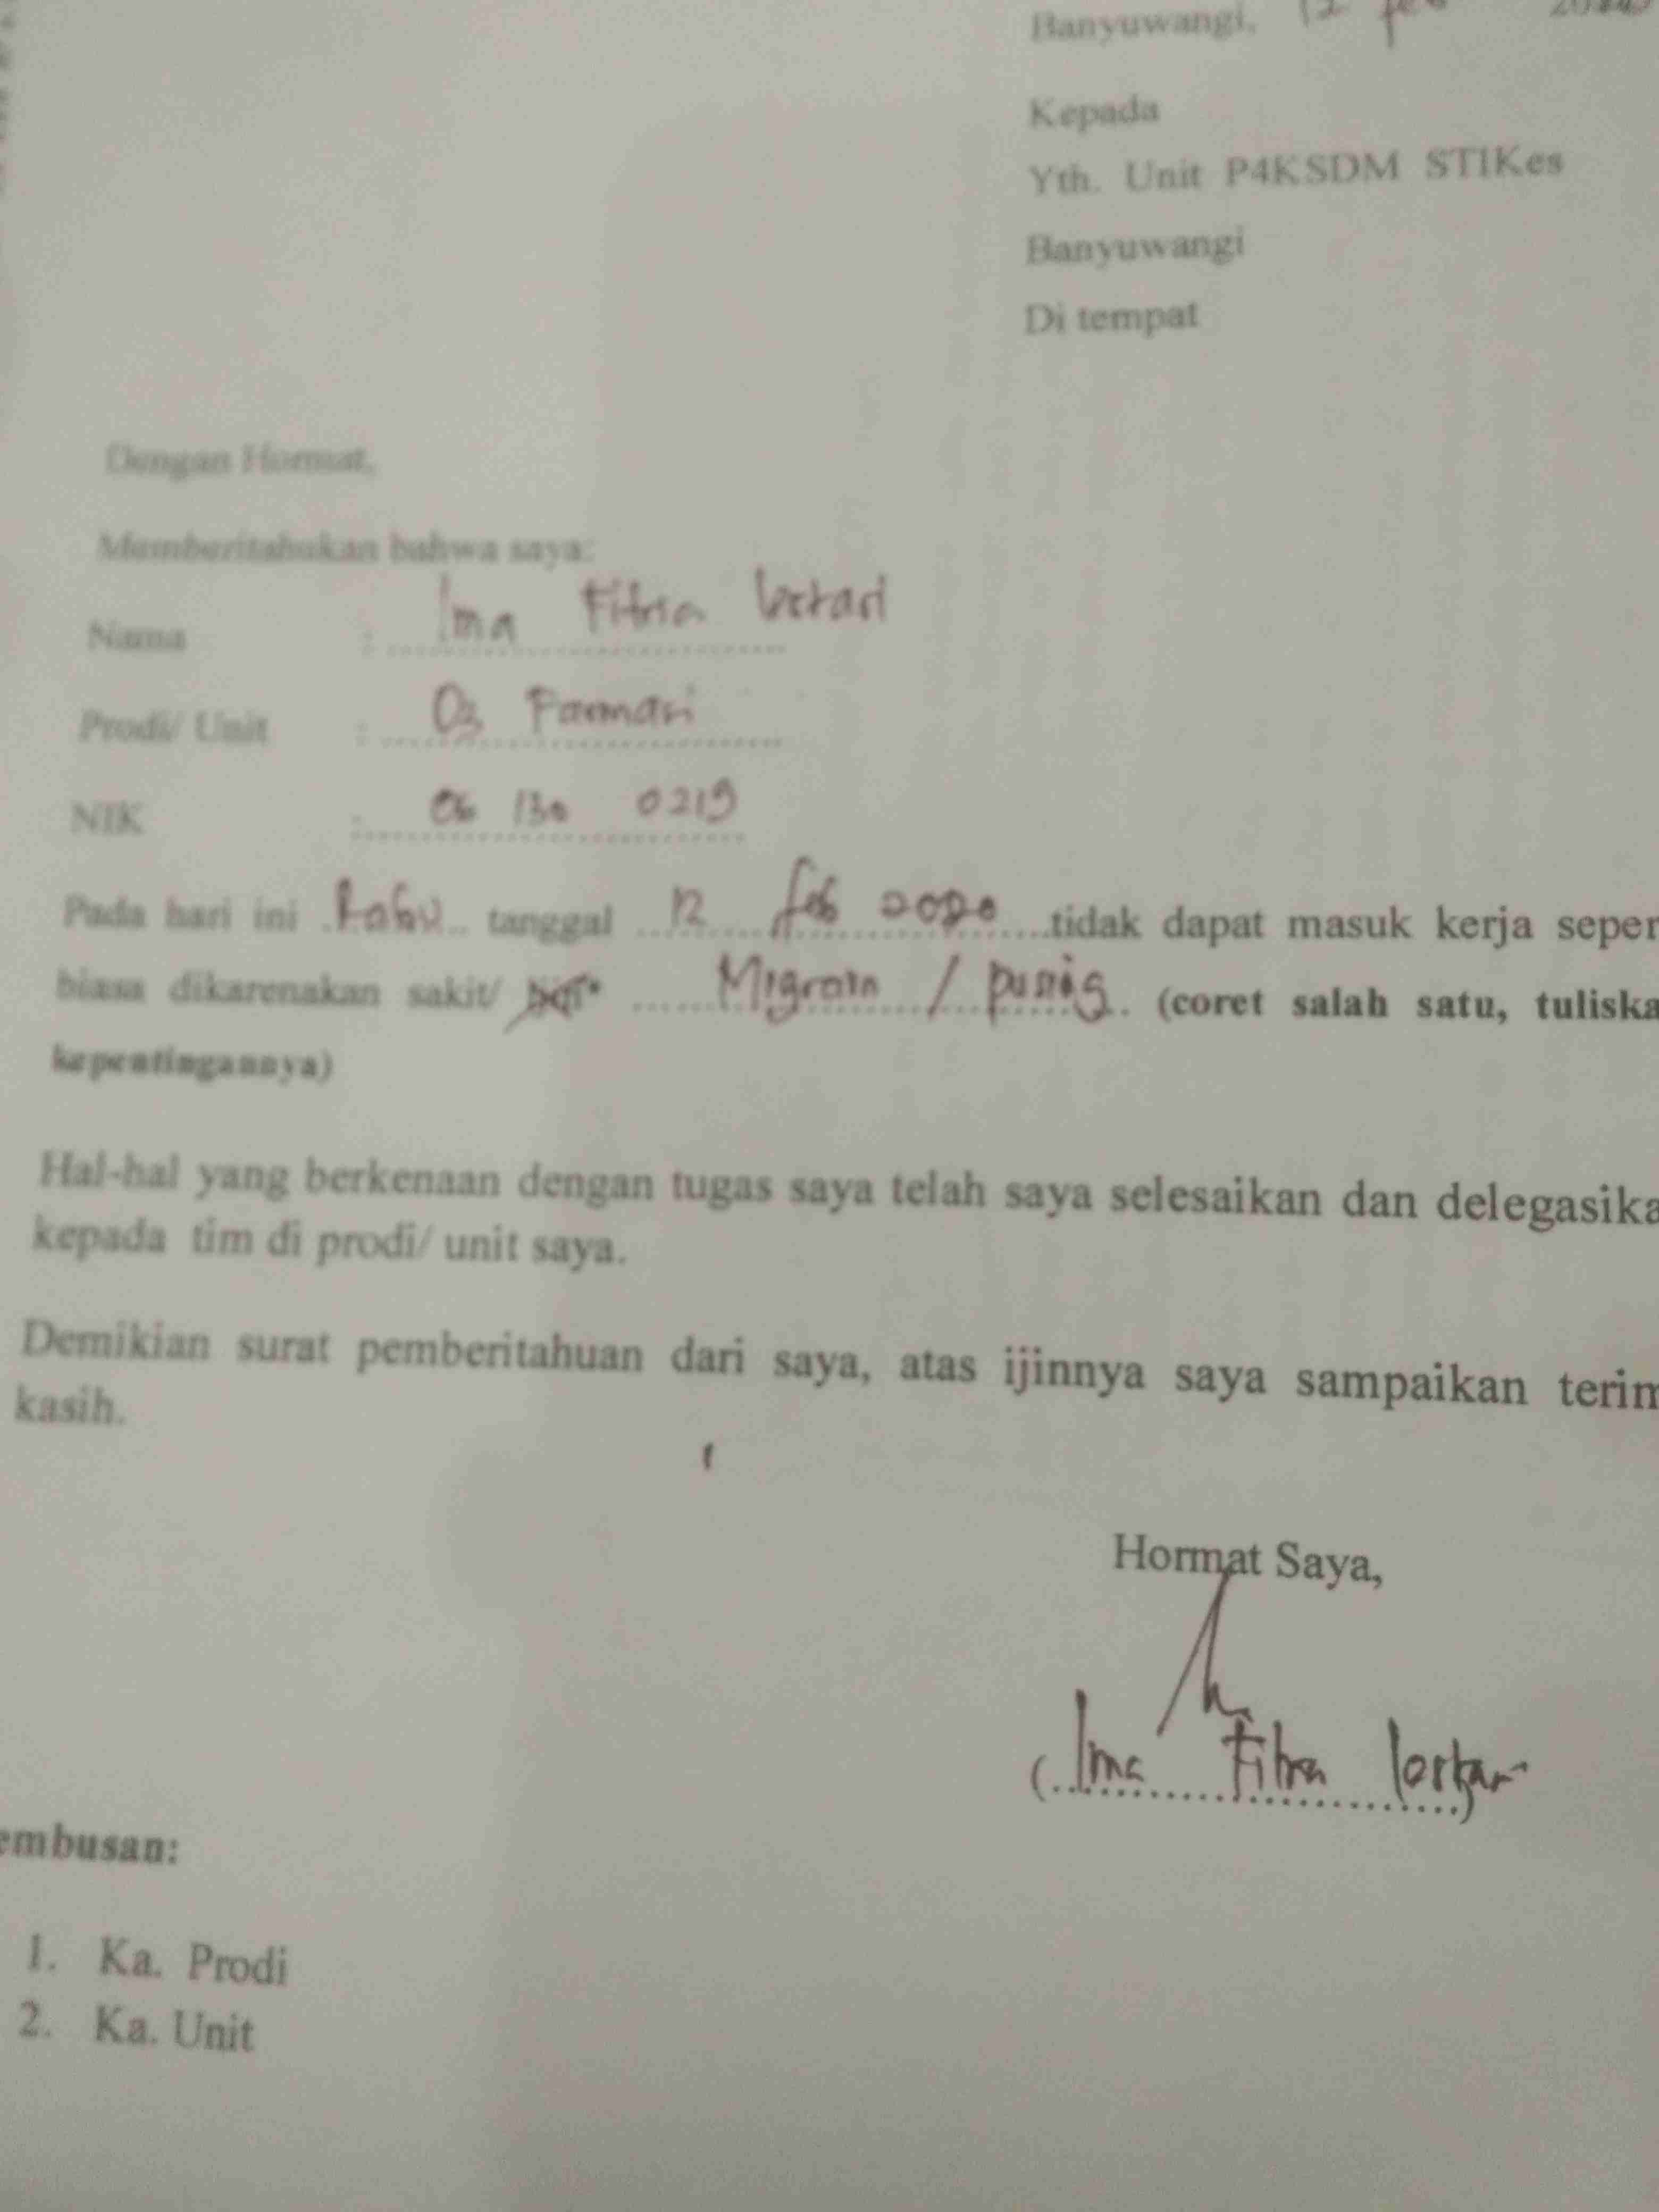 Banyuwangi, 12 feb 2020
Kepada
Yth. Unit P4KSDM STIKes
Banyuwangi
Di tempat
Dengan Hormat,
Memberitahukan bahwa saya:
Nama : Ima Fitria lestari
Prodi/ Unit : D3 Farmasi
NIK : 06 130 0219
Pada hari ini Rabu tanggal 12 feb 2020 tidak dapat masuk kerja seper
biasa dikarenakan sakit/ Migrain / pusing. (coret salah satu, tuliska
kepentingannya)
Hal-hal yang berkenaan dengan tugas saya telah saya selesaikan dan delegasika
kepada tim di prodi/ unit saya.
Demikian surat pemberitahuan dari saya, atas ijinnya saya sampaikan terim
kasih.
Hormat Saya,
(Ima Fitria lestari)
embusan:
1. Ka. Prodi
2. Ka. Unit